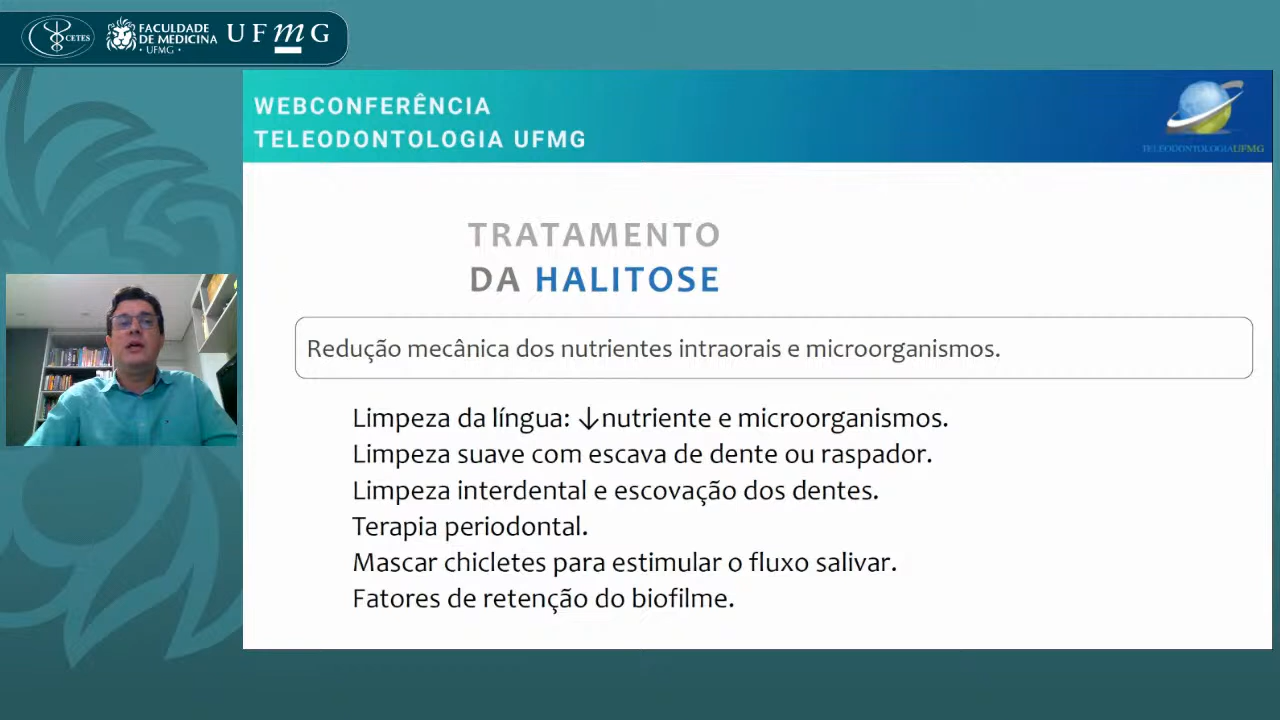 CETES
FACULDADE
DE MEDICINA
• UFMG •
UFmG
WEBCONFERÊNCIA
TELEODONTOLOGIA UFMG
TELEODONTOLOGIAUFMG
TRATAMENTO
DA HALITOSE
Redução mecânica dos nutrientes intraorais e microorganismos.
Limpeza da língua: ↓nutriente e microorganismos.
Limpeza suave com escava de dente ou raspador.
Limpeza interdental e escovação dos dentes.
Terapia periodontal.
Mascar chicletes para estimular o fluxo salivar.
Fatores de retenção do biofilme.